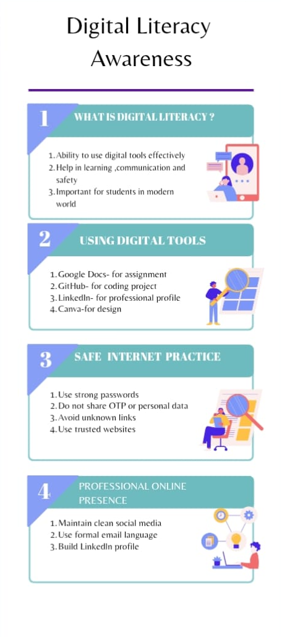 Digital Literacy
Awareness
1
WHAT IS DIGITAL LITERACY ?
1. Ability to use digital tools effectively
2. Help in learning ,communication and
safety
3. Important for students in modern
world
2
USING DIGITAL TOOLS
1. Google Docs- for assignment
2. GitHub- for coding project
3. LinkedIn- for professional profile
4. Canva-for design
3
SAFE INTERNET PRACTICE
1. Use strong passwords
2. Do not share OTP or personal data
3. Avoid unknown links
4. Use trusted websites
4
PROFESSIONAL ONLINE
PRESENCE
1. Maintain clean social media
2. Use formal email language
3. Build LinkedIn profile